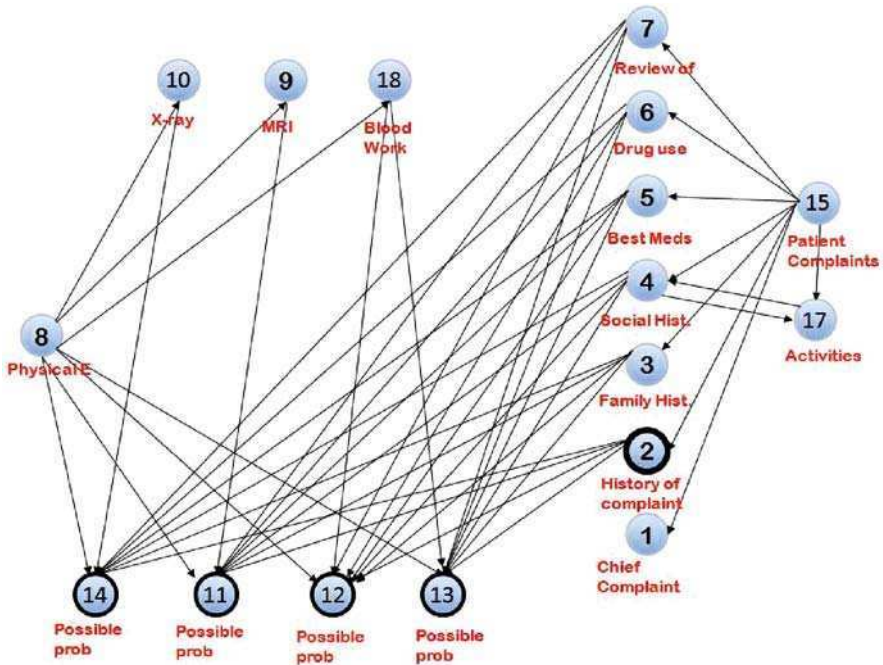 7
Review of
10
X-ray
9
MRI
18
Blood
Work
6
Drug use
5
Best Meds
15
Patient
Complaints
4
Social Hist.
17
Activities
8
Physical E
3
Family Hist.
2
History of
complaint
1
Chief
Complaint
14
Possible
prob
11
Possible
prob
12
Possible
prob
13
Possible
prob